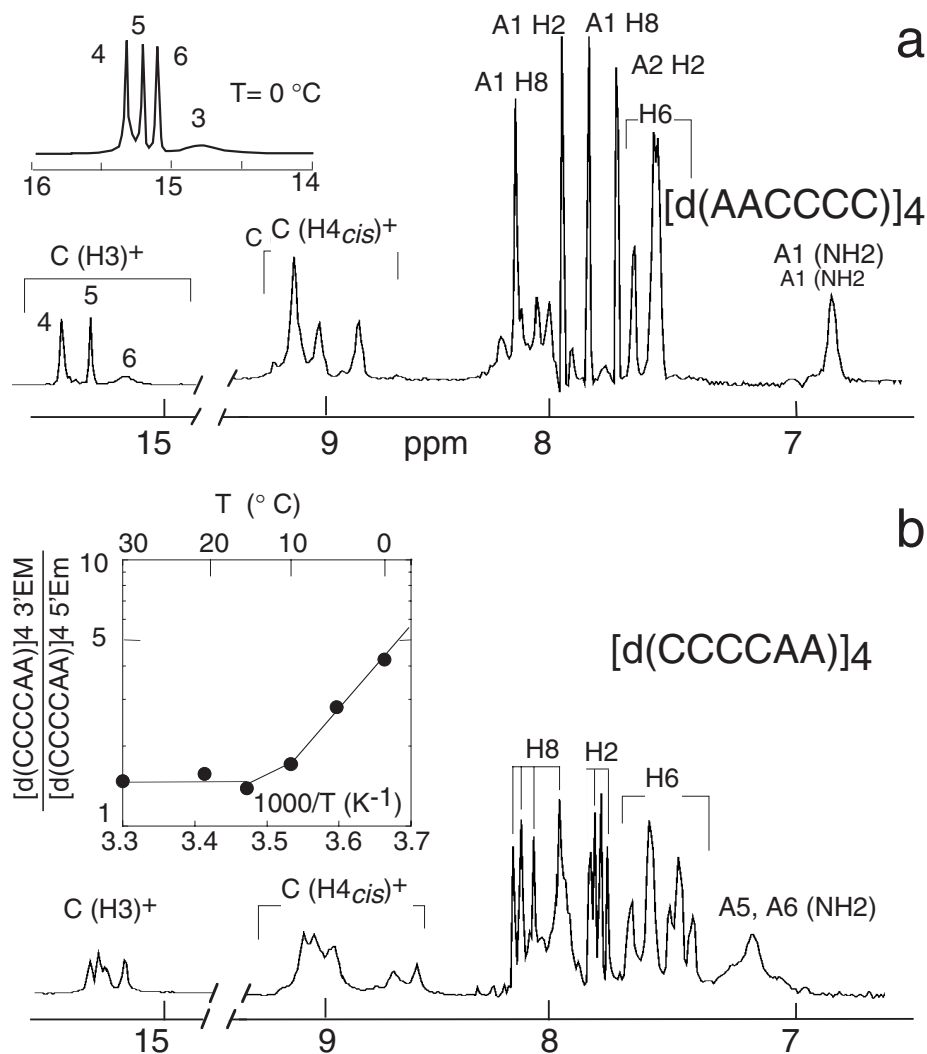 a
4 5 6
T= 0 °C
3
16 15 14
A1 H2 A1 H8
A1 H8
A2 H2
H6
[d(AACCCC)]4
C (H3)+
4 5 6
C C (H4cis)+
A1 (NH2)
A1 (NH2
15 9 ppm 8 7
b
T (° C)
30 20 10 0
[d(CCCCAA)]4 3'EM
[d(CCCCAA)]4 5'Em
10
5
1
1000/T (K-1)
3.3 3.4 3.5 3.6 3.7
[d(CCCCAA)]4
H8 H2
H6
C (H3)+
C (H4cis)+
A5, A6 (NH2)
15 9 8 7